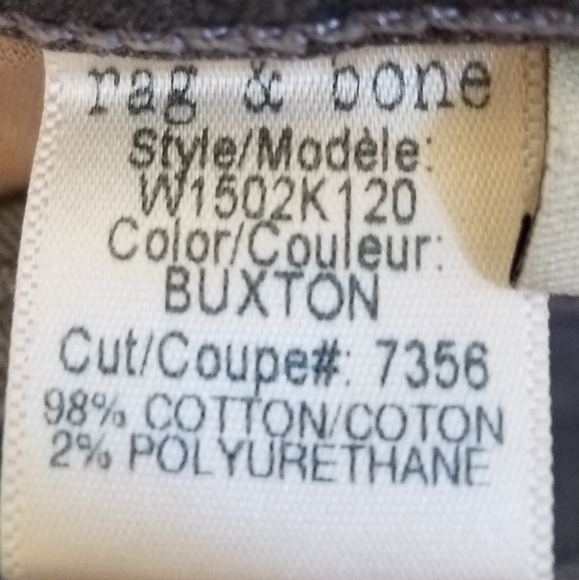 rag & bone
Style/Modèle:
W1502K120
Color/Couleur:
BUXTON
Cut/Coupe#: 7356
98% COTTON/COTON
2% POLYURETHANE